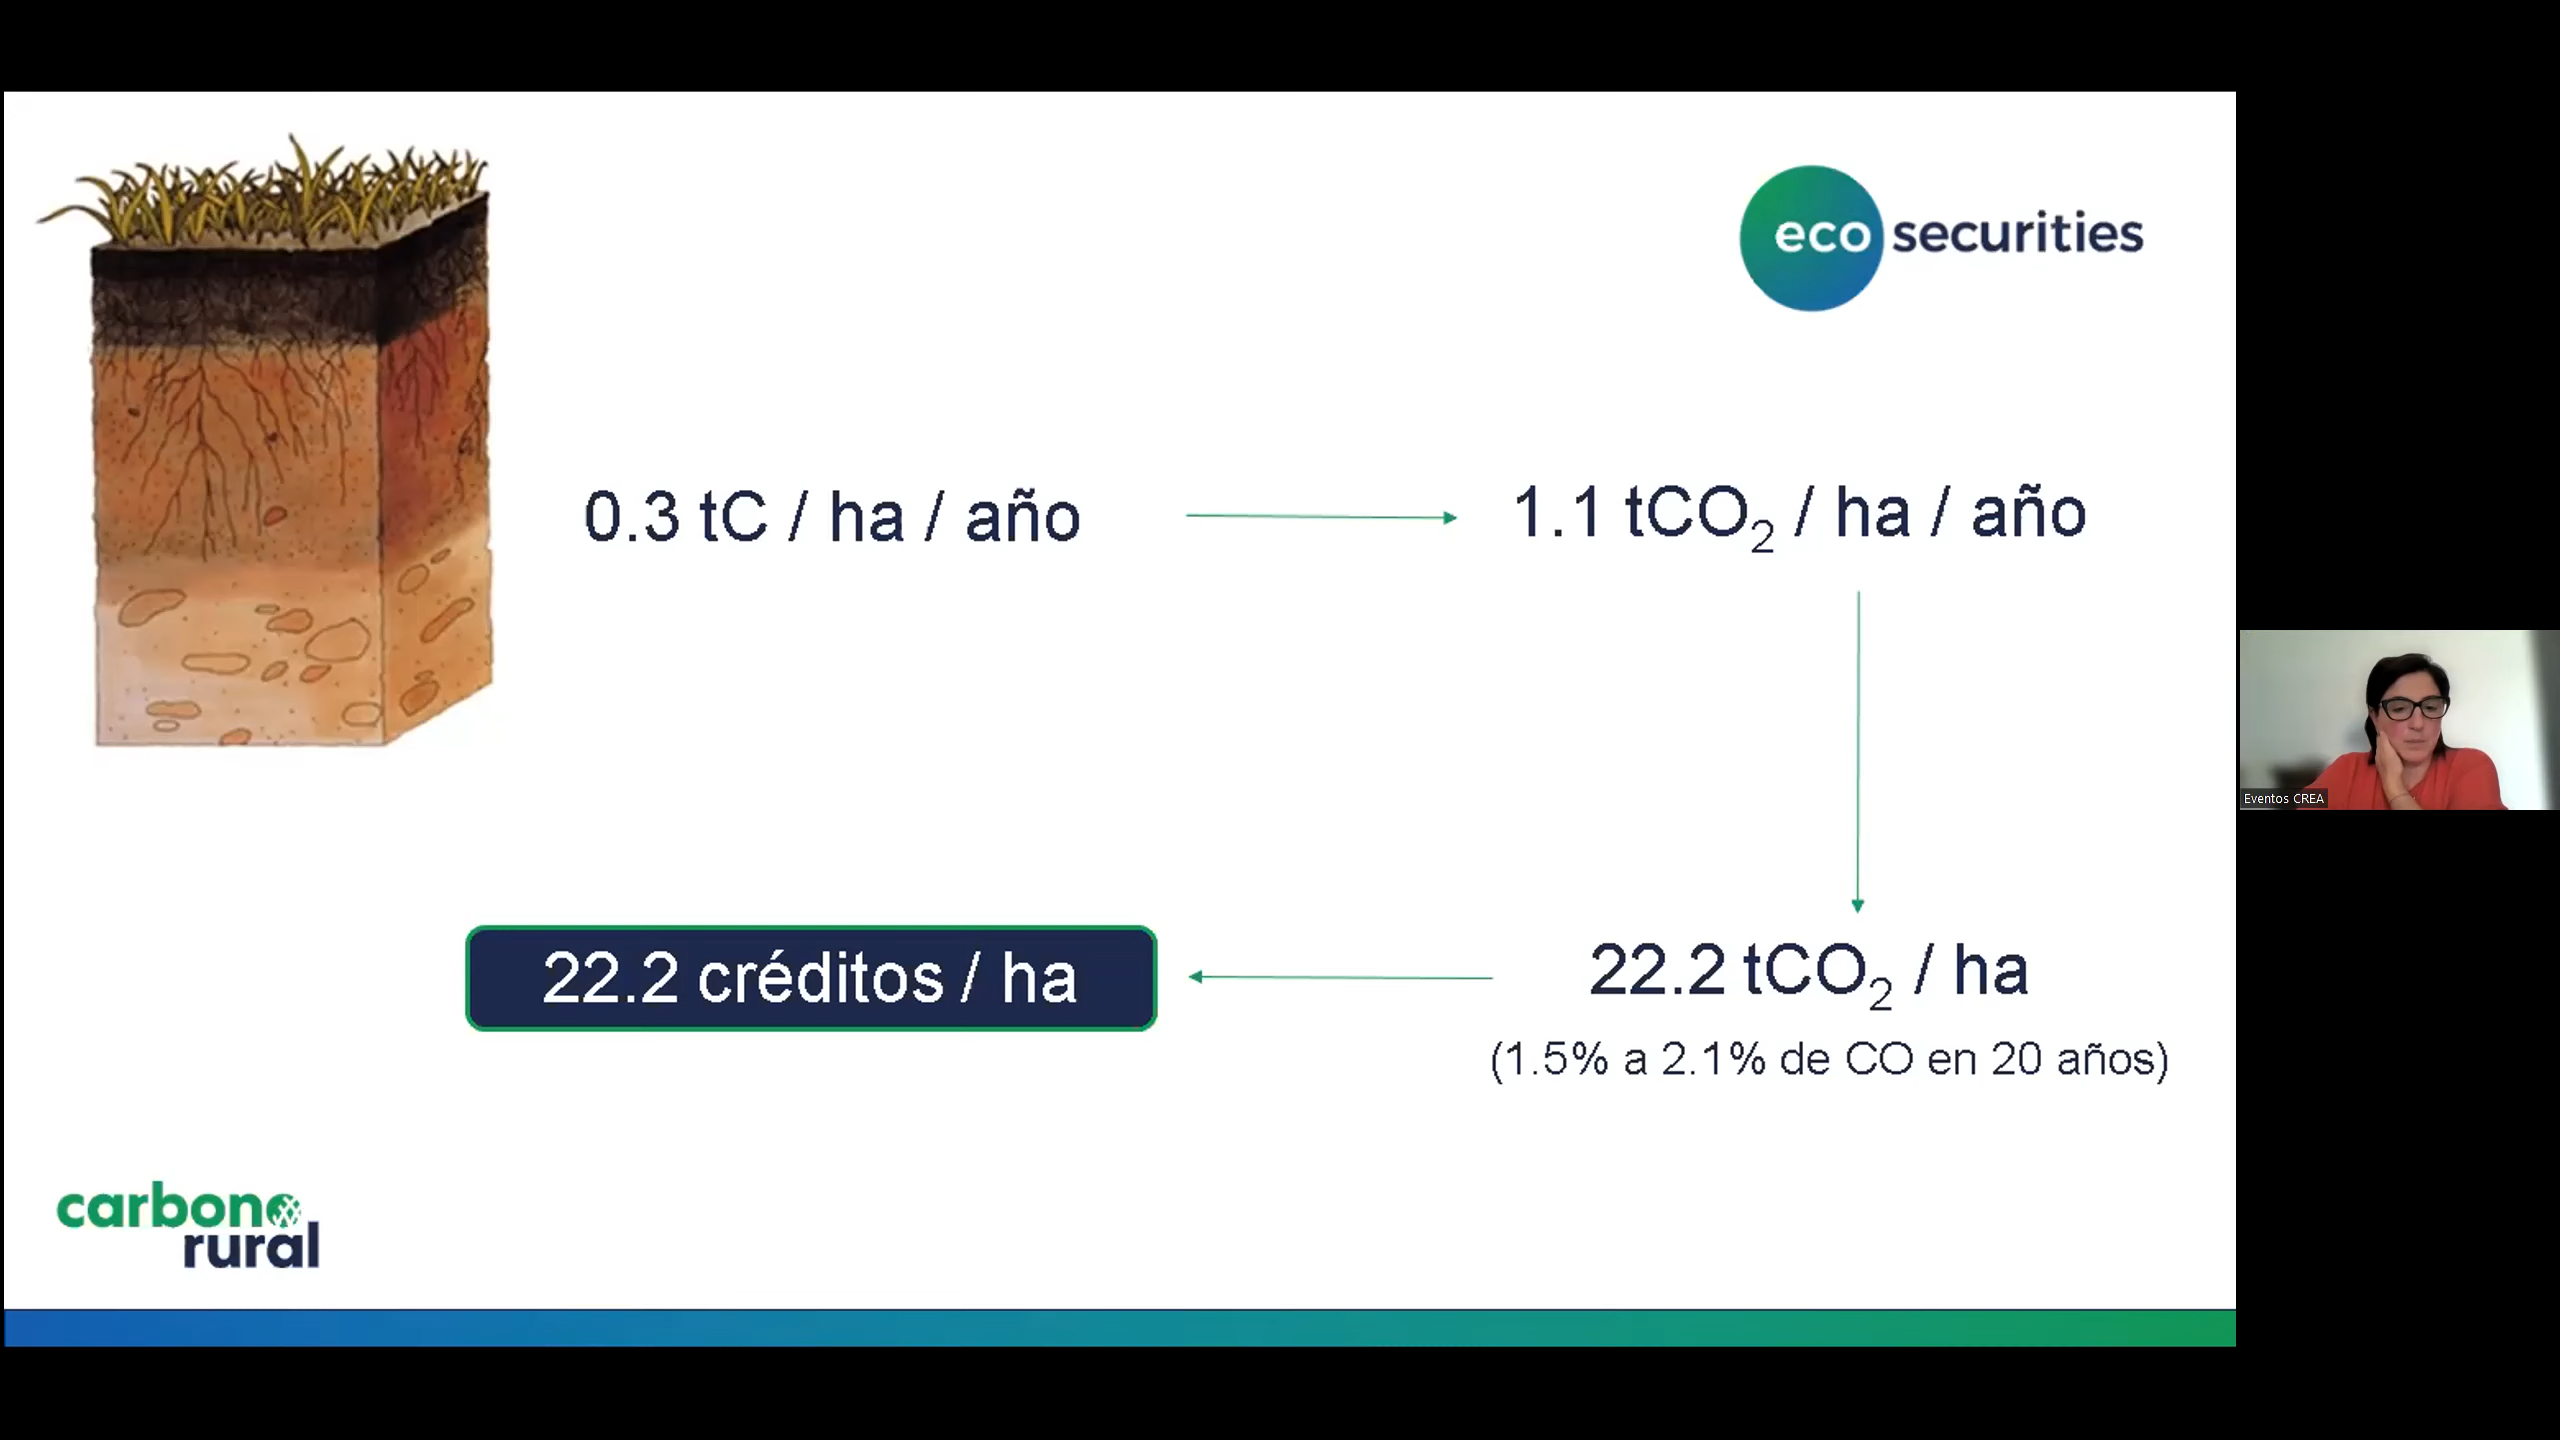 eco securities
0.3 tC / ha / año
1.1 tCO₂ / ha / año
22.2 créditos / ha
22.2 tCO₂ / ha
(1.5% a 2.1% de CO en 20 años)
Eventos CREA
carbono
rural